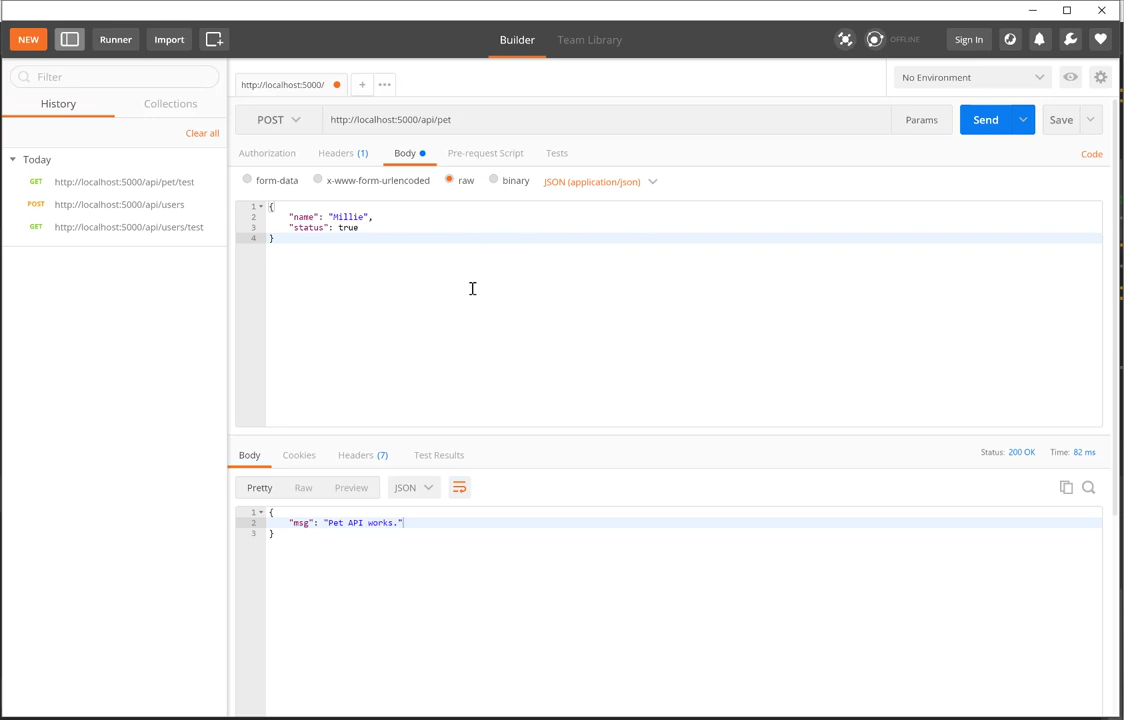 NEW Runner Import Builder Team Library OFFLINE Sign In
Filter
History Collections
Clear all
Today
GET http://localhost:5000/api/pet/test
POST http://localhost:5000/api/users
GET http://localhost:5000/api/users/test
http://localhost:5000/ + ••• No Environment
POST http://localhost:5000/api/pet Params Send Save
Authorization Headers (1) Body Pre-request Script Tests Code
form-data x-www-form-urlencoded raw binary JSON (application/json)
1 {
2 "name": "Millie",
3 "status": true
4 }
Body Cookies Headers (7) Test Results Status: 200 OK Time: 82 ms
Pretty Raw Preview JSON
1 {
2 "msg": "Pet API works."
3 }